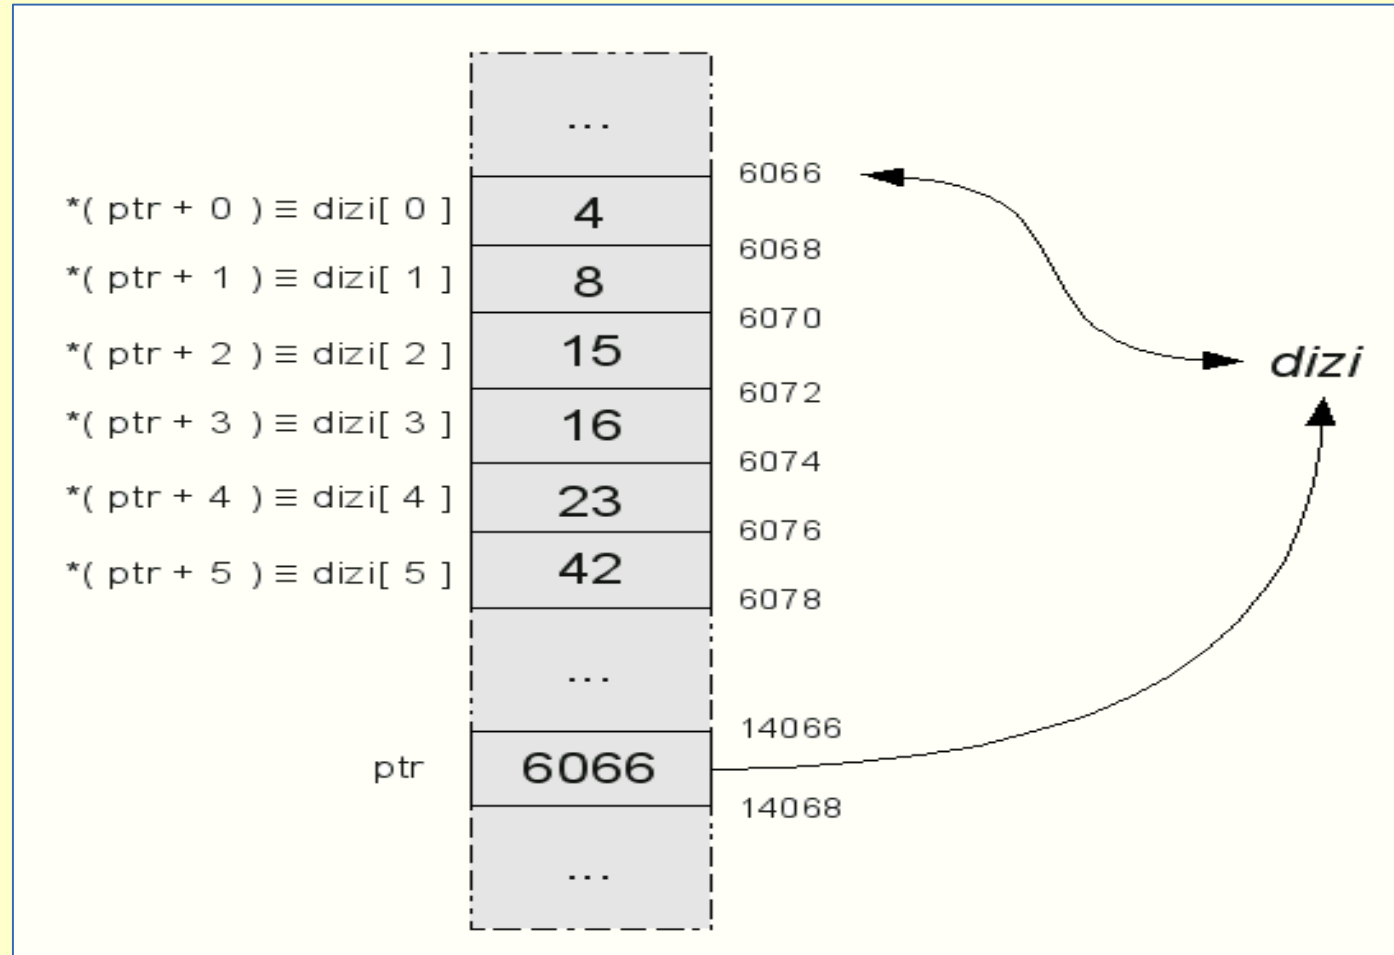 ...
6066
*( ptr + 0 ) ≡ dizi[ 0 ] 4
6068
*( ptr + 1 ) ≡ dizi[ 1 ] 8
6070
*( ptr + 2 ) ≡ dizi[ 2 ] 15
dizi
6072
*( ptr + 3 ) ≡ dizi[ 3 ] 16
6074
*( ptr + 4 ) ≡ dizi[ 4 ] 23
6076
*( ptr + 5 ) ≡ dizi[ 5 ] 42
6078
...
14066
ptr 6066
14068
...